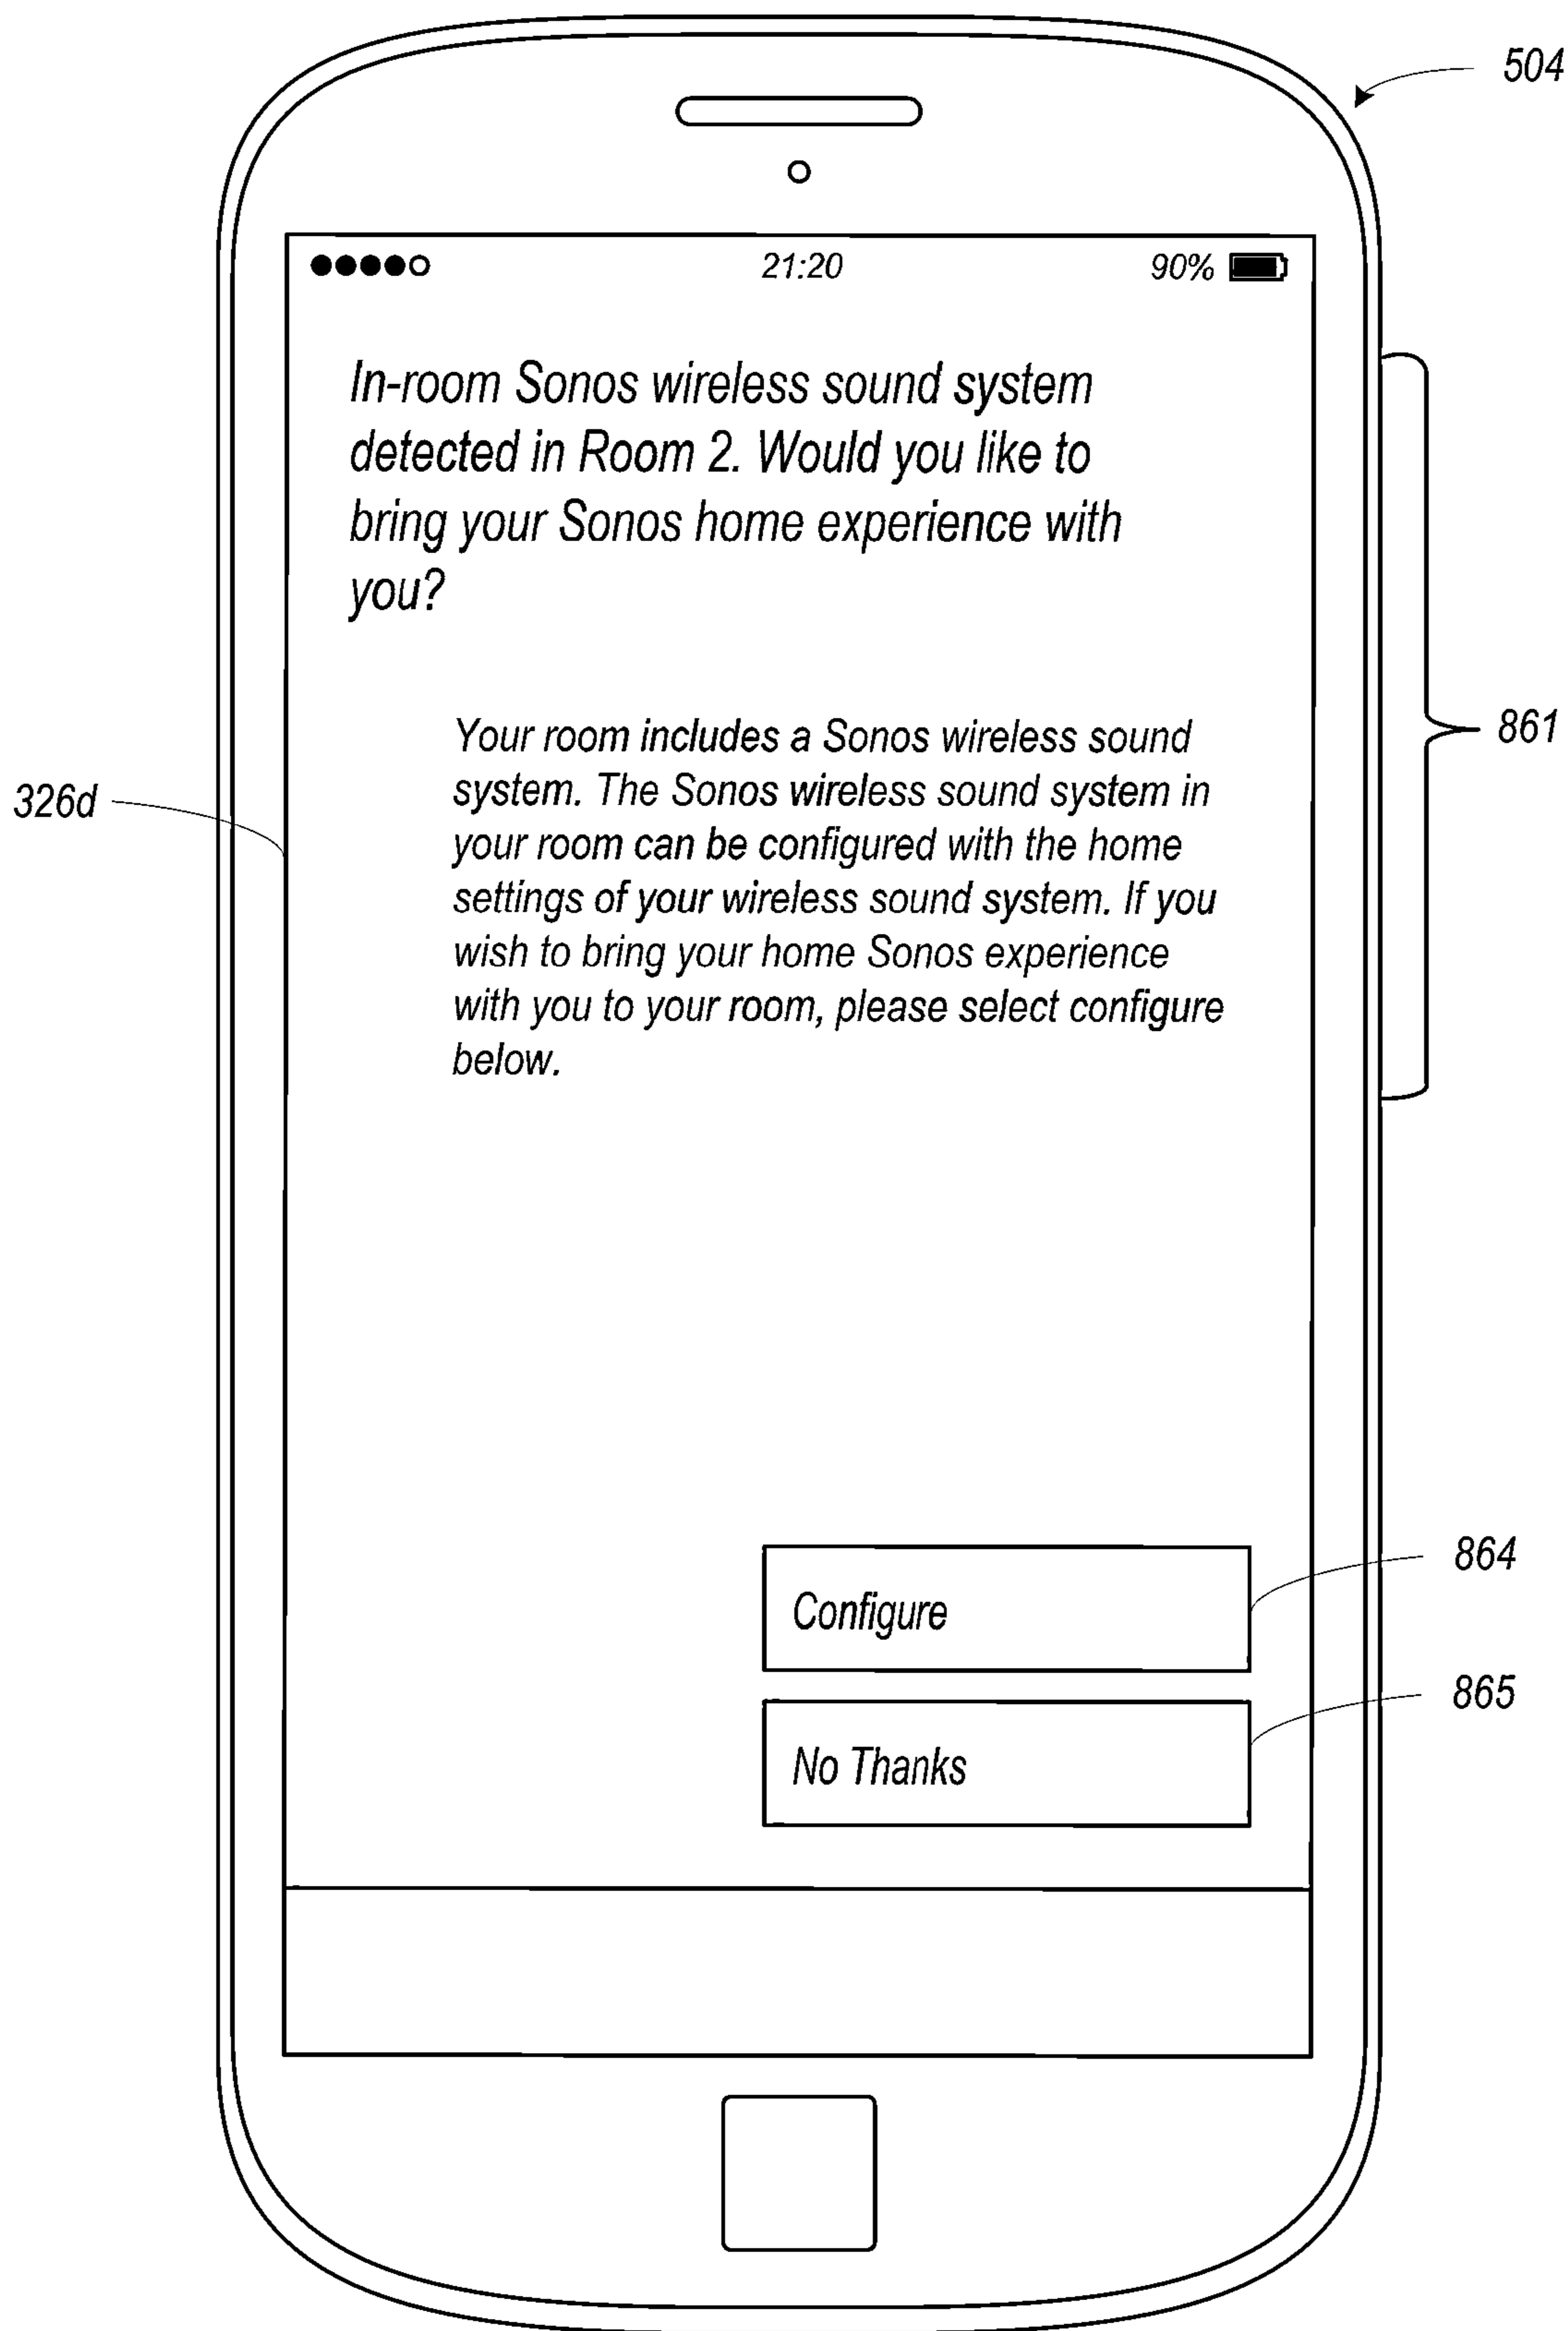 504
21:20 90%
In-room Sonos wireless sound system
detected in Room 2. Would you like to
bring your Sonos home experience with
you?
861
Your room includes a Sonos wireless sound
system. The Sonos wireless sound system in
your room can be configured with the home
settings of your wireless sound system. If you
wish to bring your home Sonos experience
with you to your room, please select configure
below.
326d
864
Configure
865
No Thanks